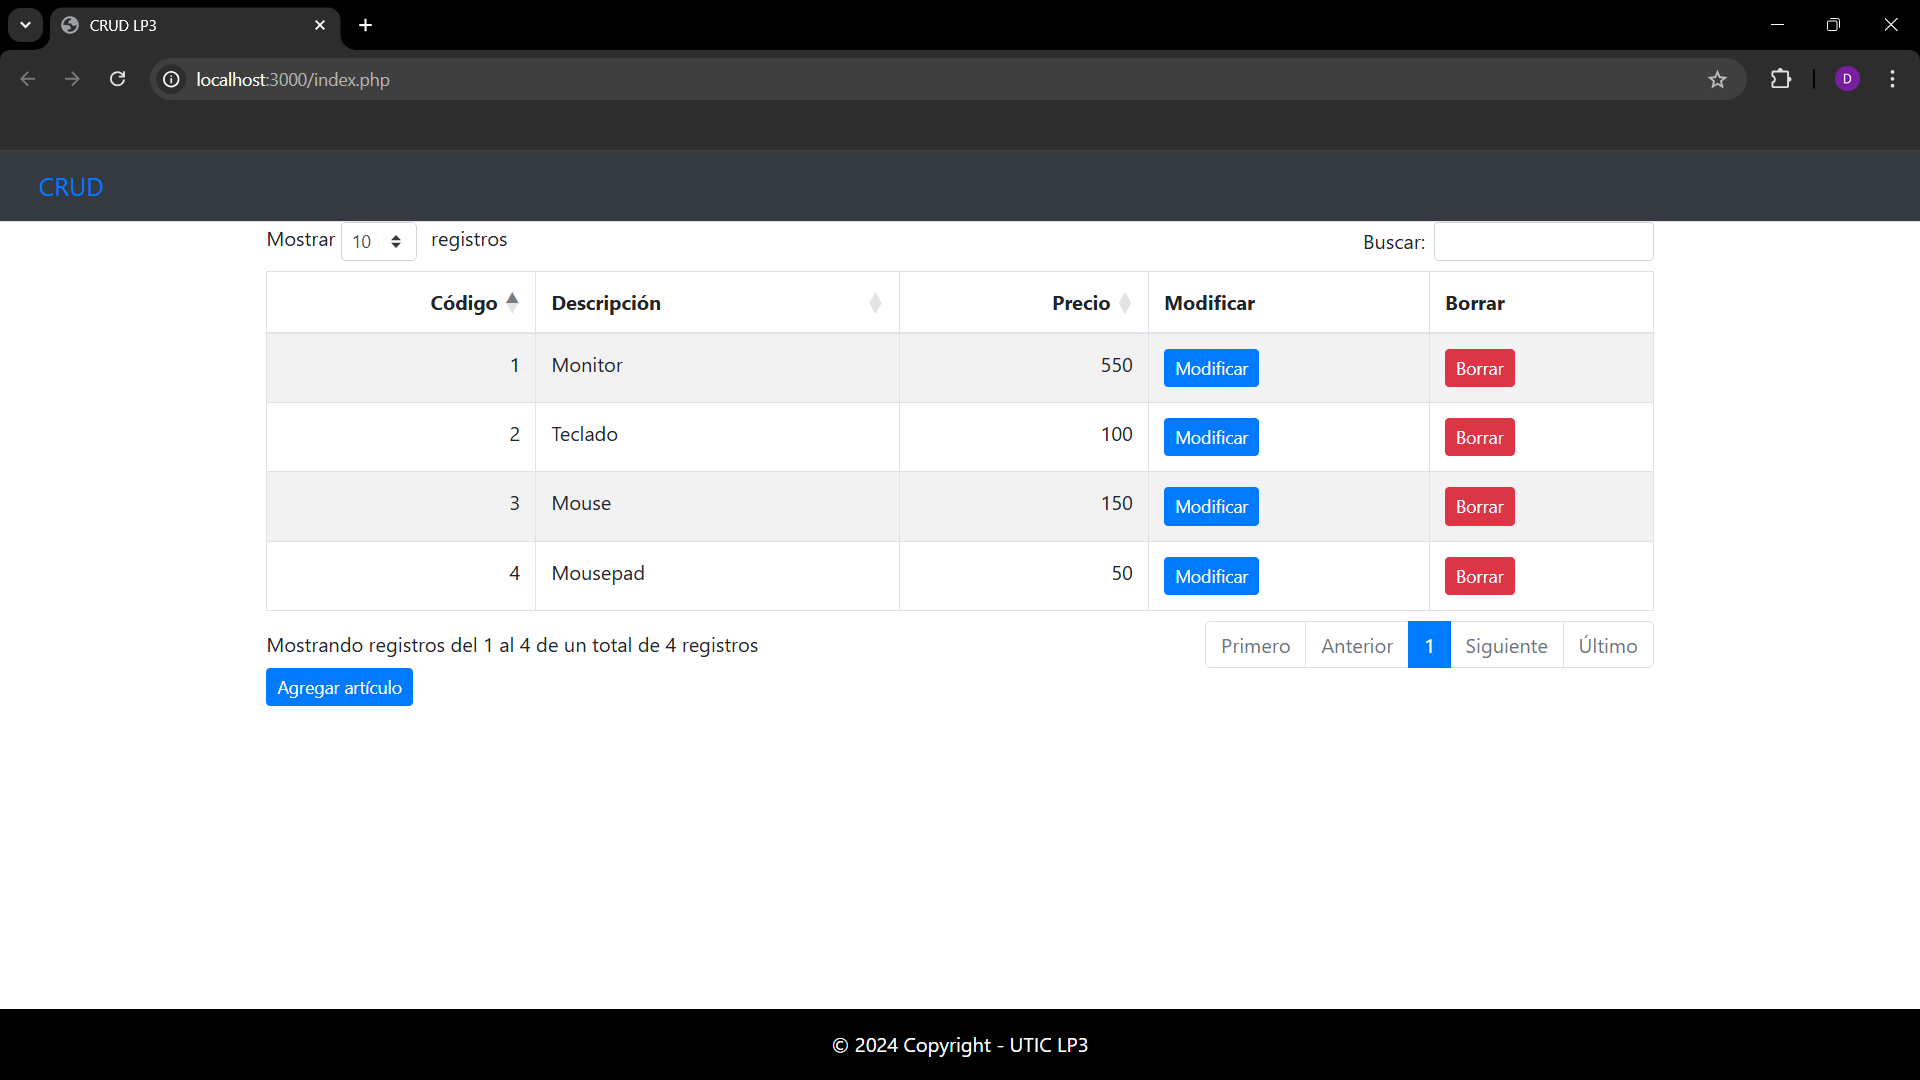 CRUD LP3
localhost:3000/index.php
D
CRUD
Mostrar 10 registros Buscar:
Código Descripción Precio Modificar Borrar
1 Monitor 550 Modificar Borrar
2 Teclado 100 Modificar Borrar
3 Mouse 150 Modificar Borrar
4 Mousepad 50 Modificar Borrar
Mostrando registros del 1 al 4 de un total de 4 registros Primero Anterior 1 Siguiente Último
Agregar artículo
© 2024 Copyright - UTIC LP3